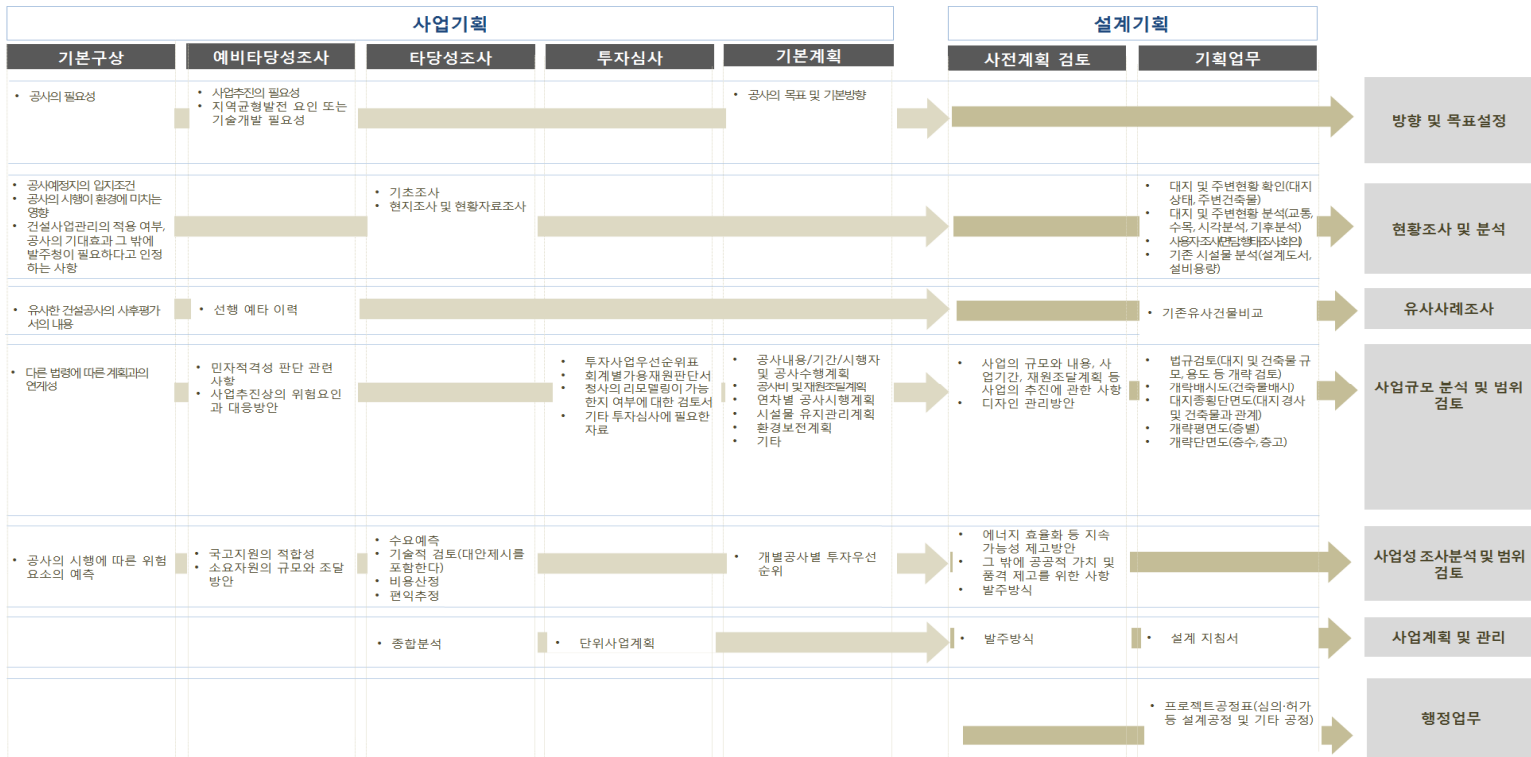 사업기획
설계기획
기본구상
예비타당성조사
타당성조사
투자심사
기본계획
사전계획 검토
기획업무
• 공사의 필요성
• 사업추진의 필요성
• 지역균형발전 요인 또는
기술개발 필요성
• 공사의 목표 및 기본방향
방향 및 목표설정
• 공사예정지의 입지조건
• 공사의 시행이 환경에 미치는
영향
• 건설사업관리의 적용 여부,
공사의 기대효과 그 밖에
발주청이 필요하다고 인정
하는 사항
• 기초조사
• 현지조사 및 현황자료조사
• 대지 및 주변현황 확인(대지
상태, 주변건축물)
• 대지 및 주변현황 분석(교통,
수목, 시각분석, 기후분석)
• 사용자조사(면담,행태조사,회의)
• 기존 시설물 분석(설계도서,
설비용량)
현황조사 및 분석
• 유사한 건설공사의 사후평가
서의 내용
• 선행 예타 이력
• 기존유사건물비교
유사사례조사
• 다른 법령에 따른 계획과의
연계성
• 민자적격성 판단 관련
사항
• 사업추진상의 위험요인
과 대응방안
• 투자사업우선순위표
• 회계별가용재원판단서
• 청사의 리모델링이 가능
한지 여부에 대한 검토서
• 기타 투자심사에 필요한
자료
• 공사내용/기간/시행자
및 공사수행계획
• 공사비 및 재원조달계획
• 연차별 공사시행계획
• 시설물 유지관리계획
• 환경보전계획
• 기타
• 사업의 규모와 내용, 사
업기간, 재원조달계획 등
사업의 추진에 관한 사항
• 디자인 관리방안
• 법규검토(대지 및 건축물 규
모, 용도 등 개략 검토)
• 개략배시도(건축물배시)
• 대지종횡단면도(대지 경사
및 건축물과 관계)
• 개략평면도(층별)
• 개략단면도(층수, 층고)
사업규모 분석 및 범위
검토
• 공사의 시행에 따른 위험
요소의 예측
• 국고지원의 적합성
• 소요자원의 규모와 조달
방안
• 수요예측
• 기술적 검토(대안제시를
포함한다)
• 비용산정
• 편익추정
• 개별공사별 투자우선
순위
• 에너지 효율화 등 지속
가능성 제고방안
• 그 밖에 공공적 가치 및
품격 제고를 위한 사항
• 발주방식
사업성 조사분석 및 범위
검토
• 종합분석
• 단위사업계획
• 발주방식
• 설계 지침서
사업계획 및 관리
• 프로젝트공정표(심의·허가
등 설계공정 및 기타 공정)
행정업무